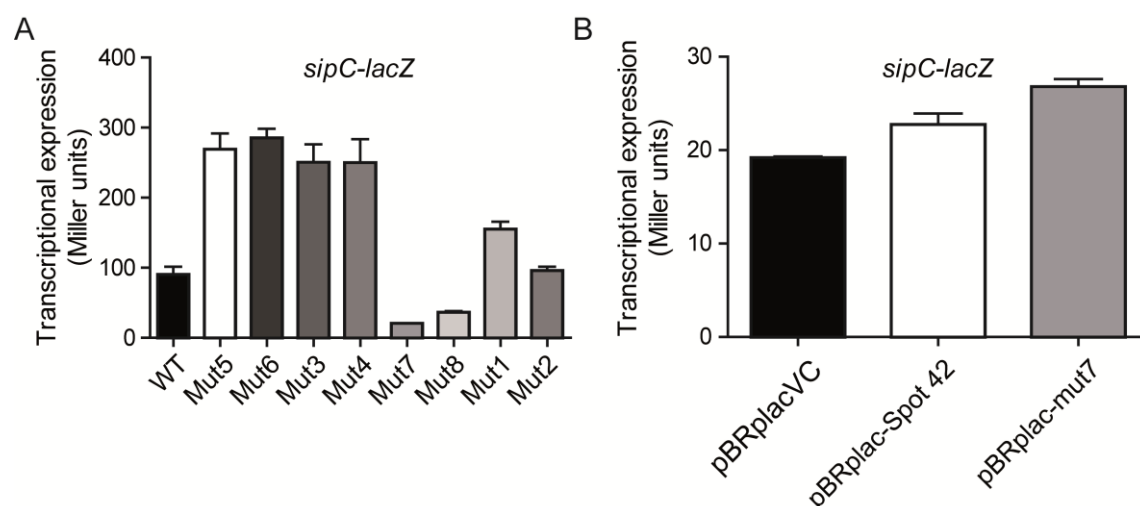 A
sipC-lacZ
Transcriptional expression
(Miller units)
400
300
200
100
0
WT
Mut5
Mut6
Mut3
Mut4
Mut7
Mut8
Mut1
Mut2
B
sipC-lacZ
Transcriptional expression
(Miller units)
30
20
10
0
pBRplacVC
pBRplac-Spot 42
pBRplac-mut7